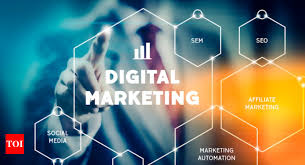 SEM
SEO
DIGITAL
MARKETING
AFFILIATE
MARKETING
SOCIAL
MEDIA
MARKETING
AUTOMATION
TOI